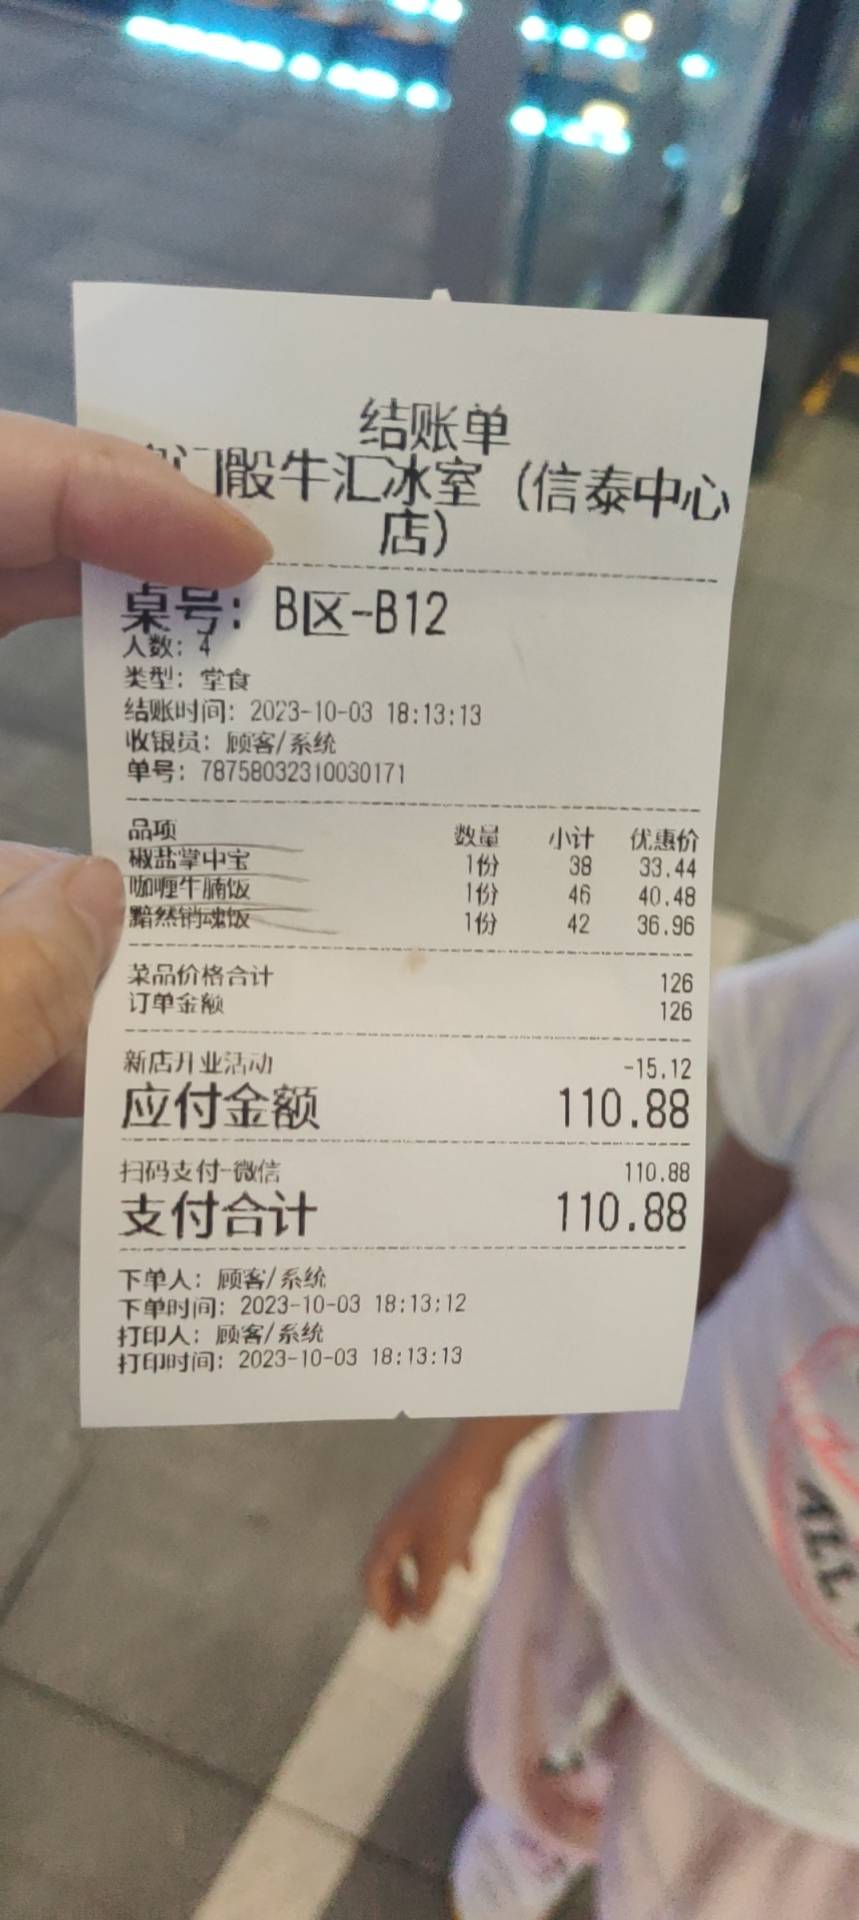 结账单
门骰牛汇冰室（信泰中心
店）
桌号：B区-B12
人数：4
类型：堂食
结账时间：2023-10-03 18:13:13
收银员：顾客/系统
单号：78758032310030171
品项 数量 小计 优惠价
椒盐掌中宝 1份 38 33.44
咖喱牛腩饭 1份 46 40.48
黯然销魂饭 1份 42 36.96
菜品价格合计 126
订单金额 126
新店开业活动 -15.12
应付金额 110.88
扫码支付-微信 110.88
支付合计 110.88
下单人：顾客/系统
下单时间：2023-10-03 18:13:12
打印人：顾客/系统
打印时间：2023-10-03 18:13:13
ALL